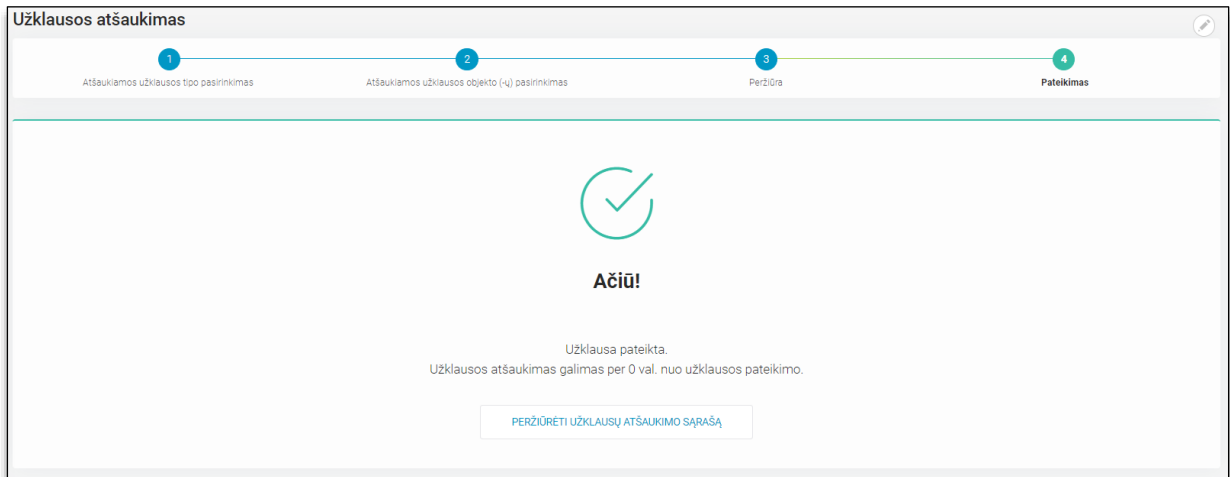 Užklausos atšaukimas
1
2
3
4
Atšaukiamos užklausos tipo pasirinkimas
Atšaukiamos užklausos objekto (-ų) pasirinkimas
Peržiūra
Pateikimas
Ačiū!
Užklausa pateikta.
Užklausos atšaukimas galimas per 0 val. nuo užklausos pateikimo.
PERŽIŪRĖTI UŽKLAUSŲ ATŠAUKIMO SĄRAŠĄ